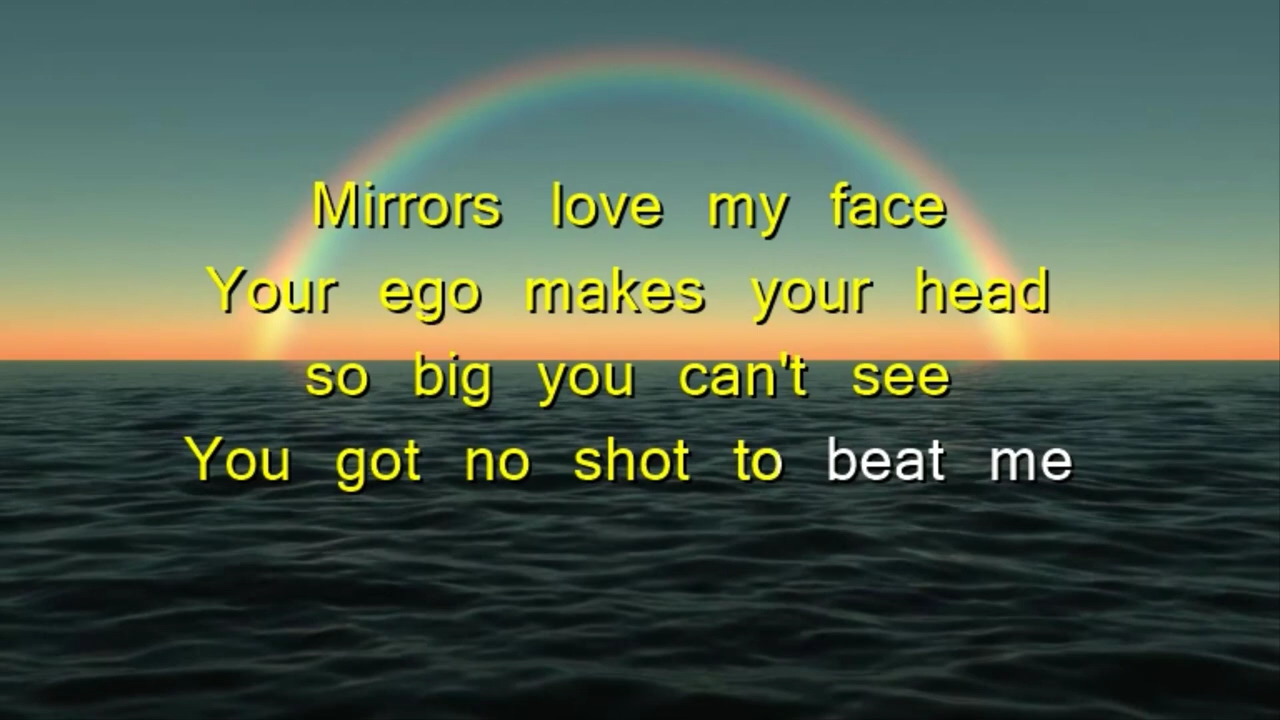 Mirrors love my face
Your ego makes your head
so big you can't see
You got no shot to beat me